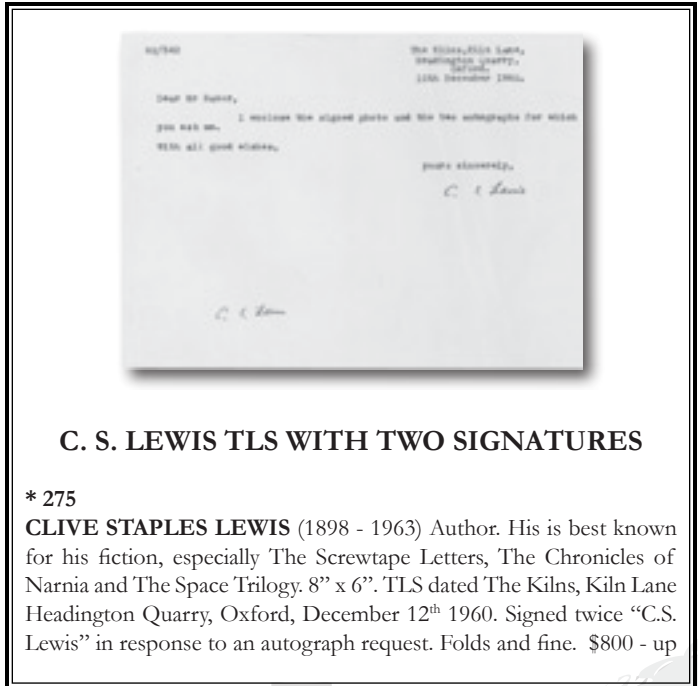 The Kilns, Kiln Lane,
Headington Quarry,
Oxford.
12th December 1960.
Dear Mr
I enclose the signed photo and the two autographs for which
you ask me.
With all good wishes,
yours sincerely,
C. S. Lewis
C. S. Lewis
C. S. LEWIS TLS WITH TWO SIGNATURES
* 275
CLIVE STAPLES LEWIS (1898 - 1963) Author. His is best known
for his fiction, especially The Screwtape Letters, The Chronicles of
Narnia and The Space Trilogy. 8” x 6”. TLS dated The Kilns, Kiln Lane
Headington Quarry, Oxford, December 12th 1960. Signed twice “C.S.
Lewis” in response to an autograph request. Folds and fine. $800 - up